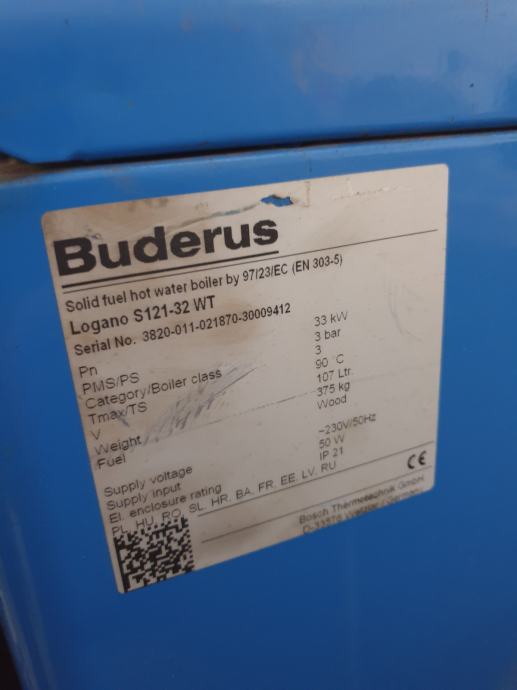 Buderus
Solid fuel hot water boiler by 97/23/EC (EN 303-5)
Logano S121-32 WT
Serial No. 3820-011-021870-30009412
Pn 33 kW
PMS/PS 3 bar
Category/Boiler class 3
Tmax/TS 90 °C
V 107 Ltr.
Weight 375 kg
Fuel Wood
Supply voltage ~230V/50Hz
Supply input 50 W
El. enclosure rating IP 21
PL, HU, RO, SL, HR, BA, FR, EE, LV, RU
CE
Bosch Thermotechnik GmbH
D-35576 Wetzlar/Germany